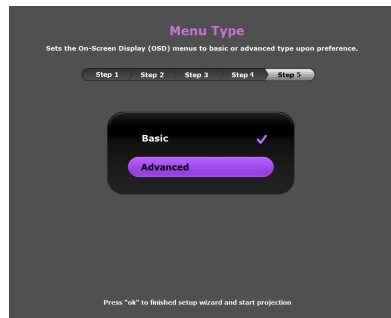 Menu Type
Sets the On-Screen Display (OSD) menus to basic or advanced type upon preference.
Step 1 Step 2 Step 3 Step 4 Step 5
Basic
Advanced
Press "ok" to finished setup wizard and start projection